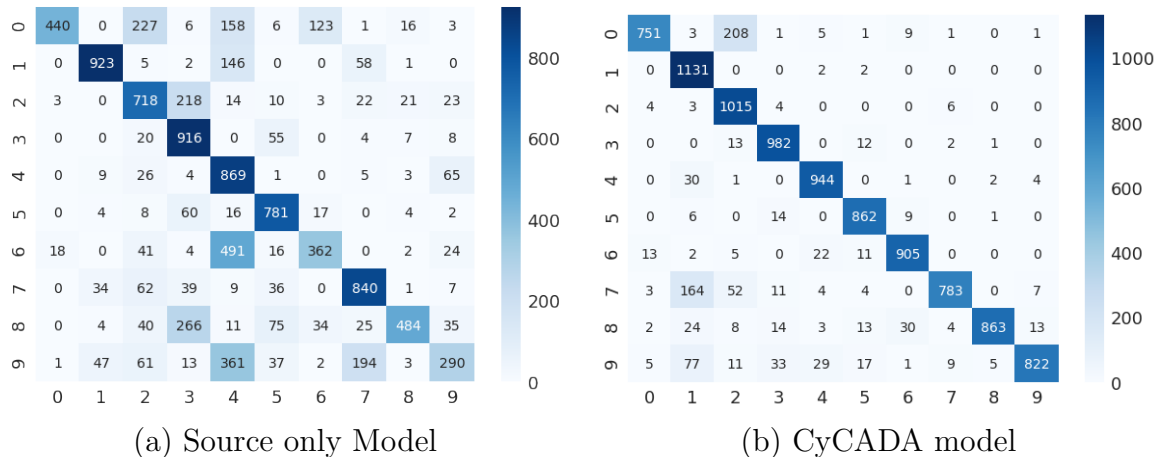 0 440 0 227 6 158 6 123 1 16 3
1 0 923 5 2 146 0 0 58 1 0
2 3 0 718 218 14 10 3 22 21 23
3 0 0 20 916 0 55 0 4 7 8
4 0 9 26 4 869 1 0 5 3 65
5 0 4 8 60 16 781 17 0 4 2
6 18 0 41 4 491 16 362 0 2 24
7 0 34 62 39 9 36 0 840 1 7
8 0 4 40 266 11 75 34 25 484 35
9 1 47 61 13 361 37 2 194 3 290
0 1 2 3 4 5 6 7 8 9
800
600
400
200
0
(a) Source only Model
0 751 3 208 1 5 1 9 1 0 1
1 0 1131 0 0 2 2 0 0 0 0
2 4 3 1015 4 0 0 0 6 0 0
3 0 0 13 982 0 12 0 2 1 0
4 0 30 1 0 944 0 1 0 2 4
5 0 6 0 14 0 862 9 0 1 0
6 13 2 5 0 22 11 905 0 0 0
7 3 164 52 11 4 4 0 783 0 7
8 2 24 8 14 3 13 30 4 863 13
9 5 77 11 33 29 17 1 9 5 822
0 1 2 3 4 5 6 7 8 9
1000
800
600
400
200
0
(b) CyCADA model